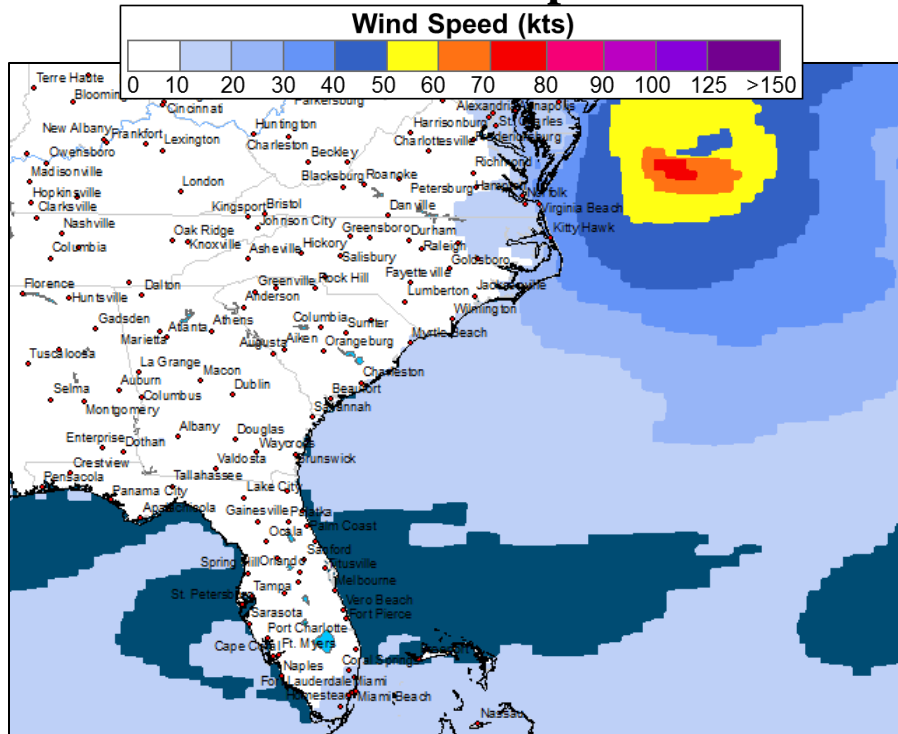 Wind Speed (kts)
0 10 20 30 40 50 60 70 80 90 100 125 >150
Terre Haute
Bloomin
Cincinnati
Parkersburg
Alexandria Annapolis
Huntington
Harrisonburg
St. Charles
New Albany
Frankfort
Lexington
Charleston
Charlottesville
Fredericksburg
Owensboro
Beckley
Madisonville
Blacksburg
Roanoke
Richmond
London
Petersburg
Hampton
Norfolk
Hopkinsville
Clarksville
Kingsport
Bristol
Danville
Virginia Beach
Nashville
Johnson City
Kitty Hawk
Oak Ridge
Knoxville
Hickory
Greensboro
Durham
Columbia
Asheville
Raleigh
Salisbury
Goldsboro
Florence
Dalton
Greenville
Rock Hill
Fayetteville
Huntsville
Anderson
Lumberton
Jacksonville
Gadsden
Atlanta
Athens
Columbia
Sumter
Wilmington
Marietta
Augusta
Aiken
Orangeburg
Myrtle Beach
Tuscaloosa
La Grange
Charleston
Selma
Auburn
Macon
Dublin
Beaufort
Columbus
Montgomery
Savannah
Albany
Douglas
Enterprise
Dothan
Waycross
Crestview
Valdosta
Brunswick
Pensacola
Tallahassee
Panama City
Lake City
Apalachicola
Gainesville
Palatka
Ocala
Palm Coast
Sanford
Spring Hill
Orlando
Titusville
Tampa
Melbourne
St. Petersburg
Vero Beach
Sarasota
Fort Pierce
Port Charlotte
Cape Coral
Ft. Myers
Coral Springs
Freeport
Naples
Fort Lauderdale
Miami
Homestead
Miami Beach
Nassau